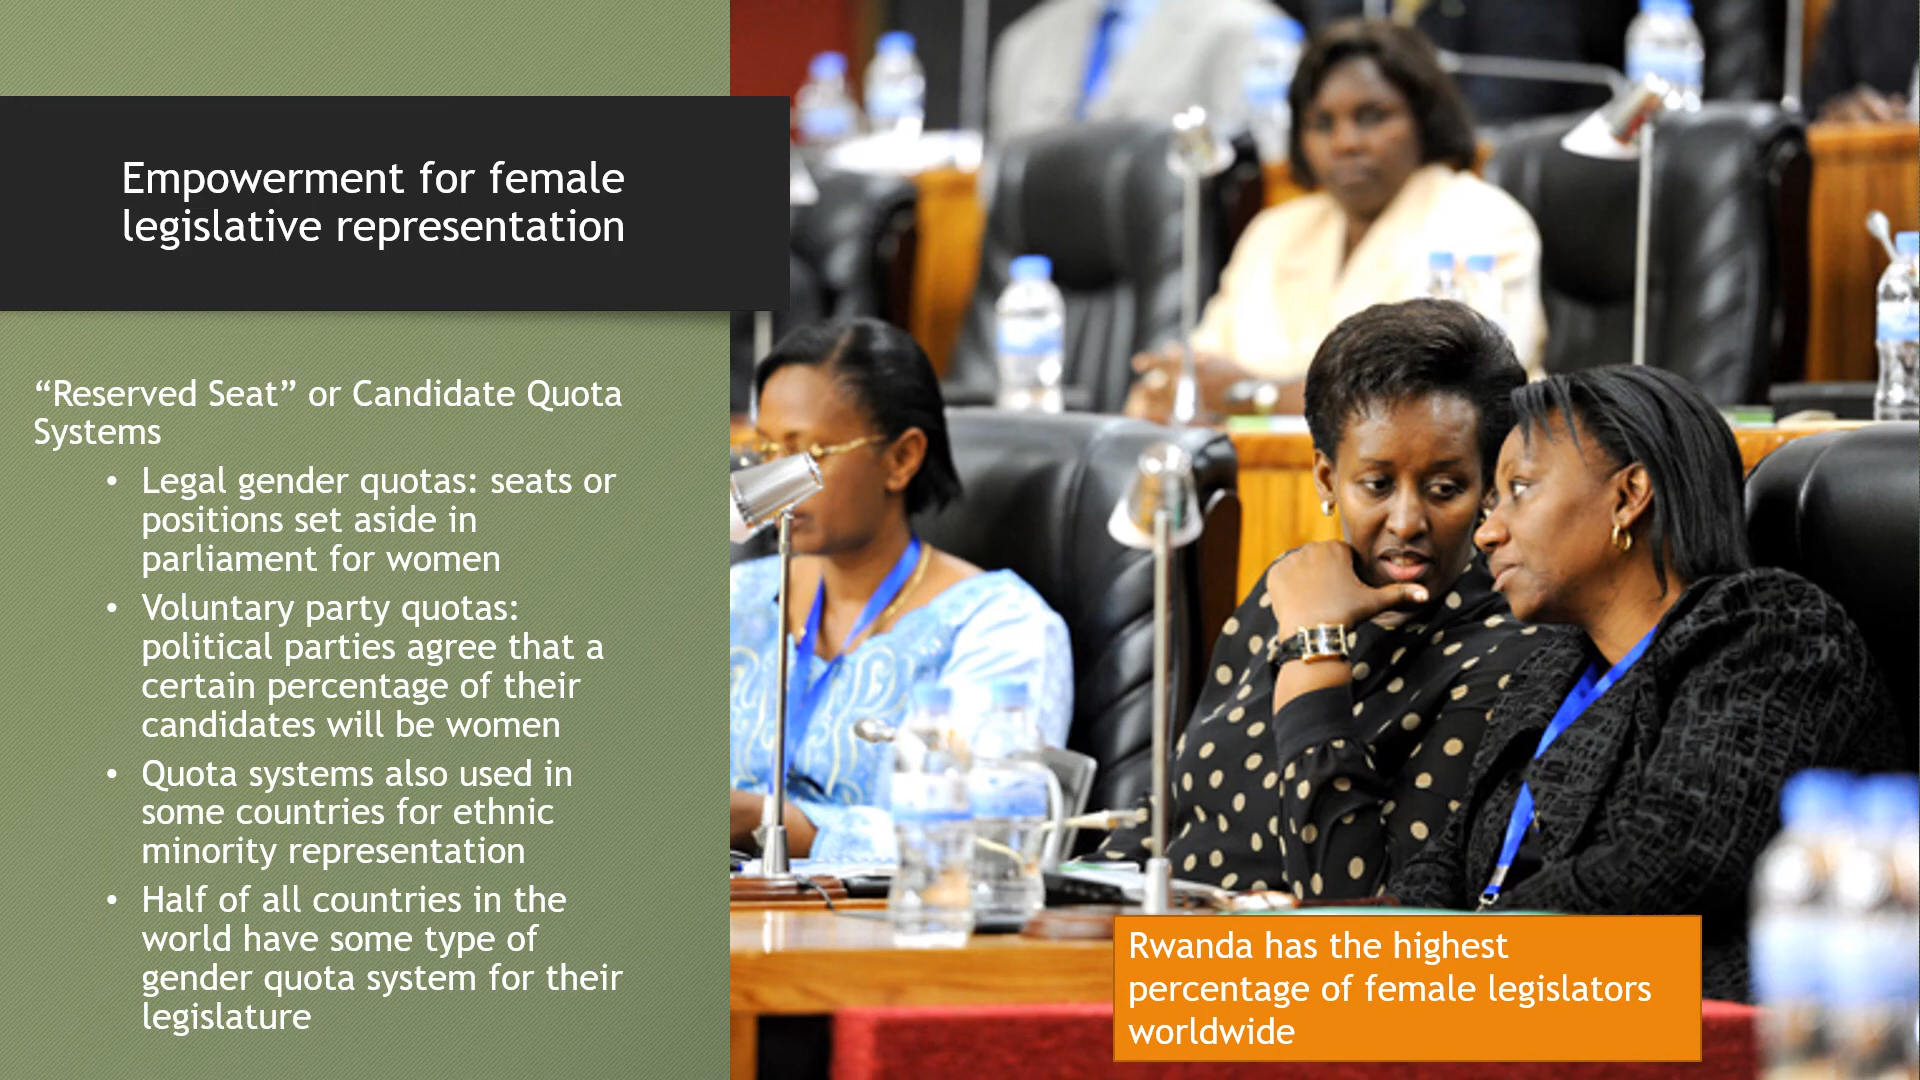 Empowerment for female
legislative representation
“Reserved Seat” or Candidate Quota
Systems
• Legal gender quotas: seats or
positions set aside in
parliament for women
• Voluntary party quotas:
political parties agree that a
certain percentage of their
candidates will be women
• Quota systems also used in
some countries for ethnic
minority representation
• Half of all countries in the
world have some type of
gender quota system for their
legislature
Rwanda has the highest
percentage of female legislators
worldwide